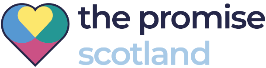 the promise
scotland